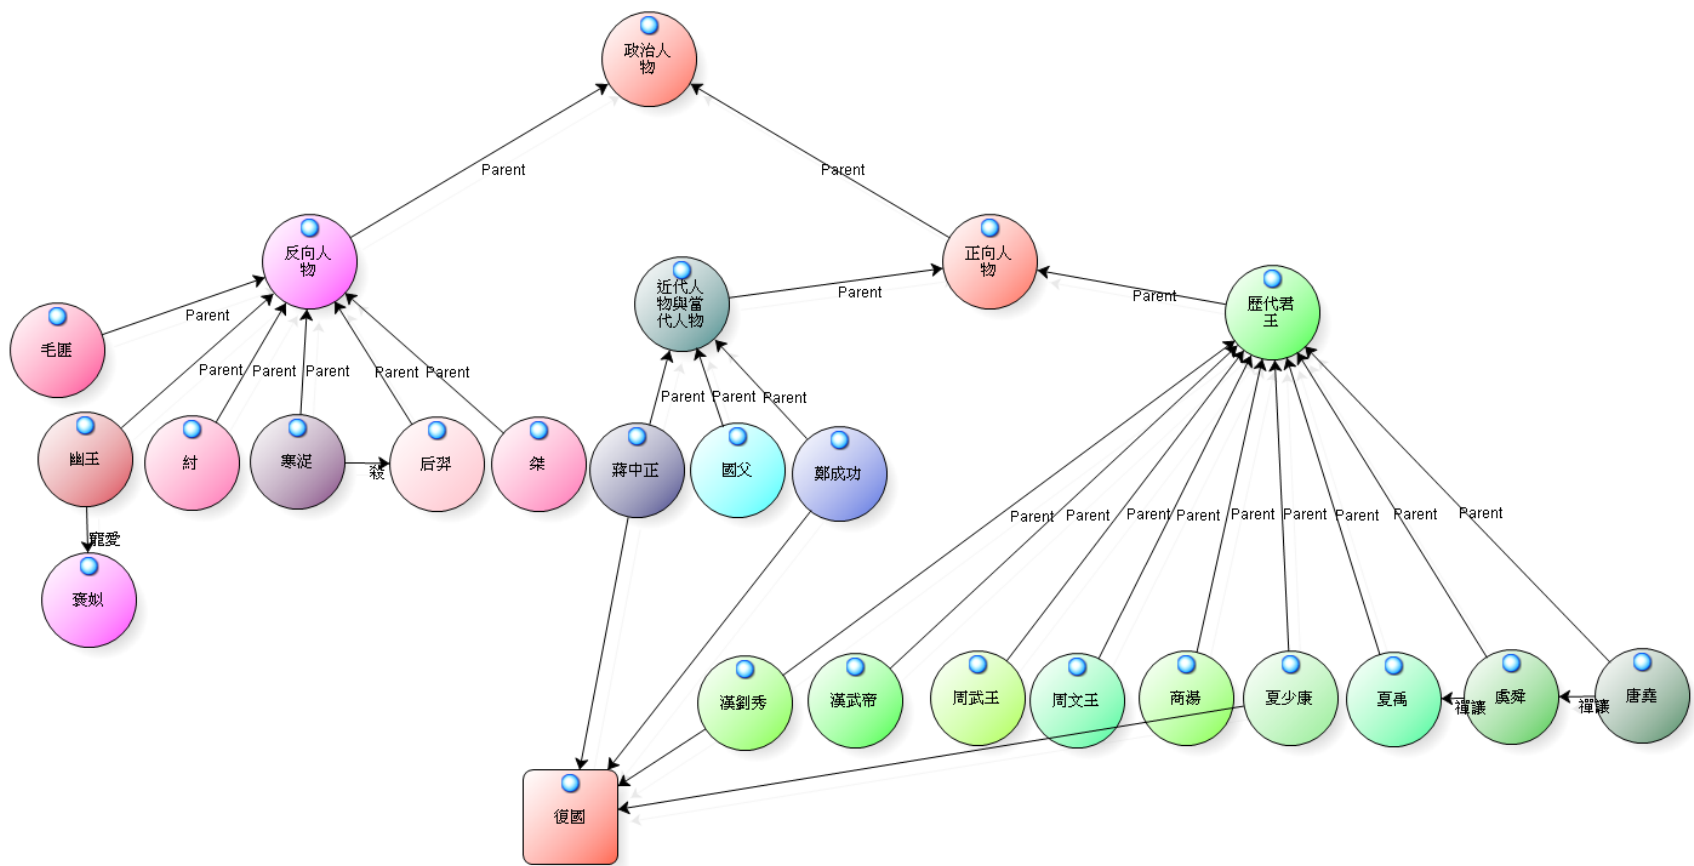 政治人
物
Parent
Parent
反向人
物
正向人
物
近代人
物與當
代人物
Parent
Parent
歷代君
王
毛匪
Parent
Parent
Parent
Parent
Parent
Parent
Parent
Parent
Parent
幽王
紂
寒浞
殺
后羿
桀
蔣中正
國父
鄭成功
寵愛
褒姒
Parent
Parent
Parent
Parent
Parent
Parent
Parent
Parent
Parent
漢劉秀
漢武帝
周武王
周文王
商湯
夏少康
夏禹
禪讓
虞舜
禪讓
唐堯
復國